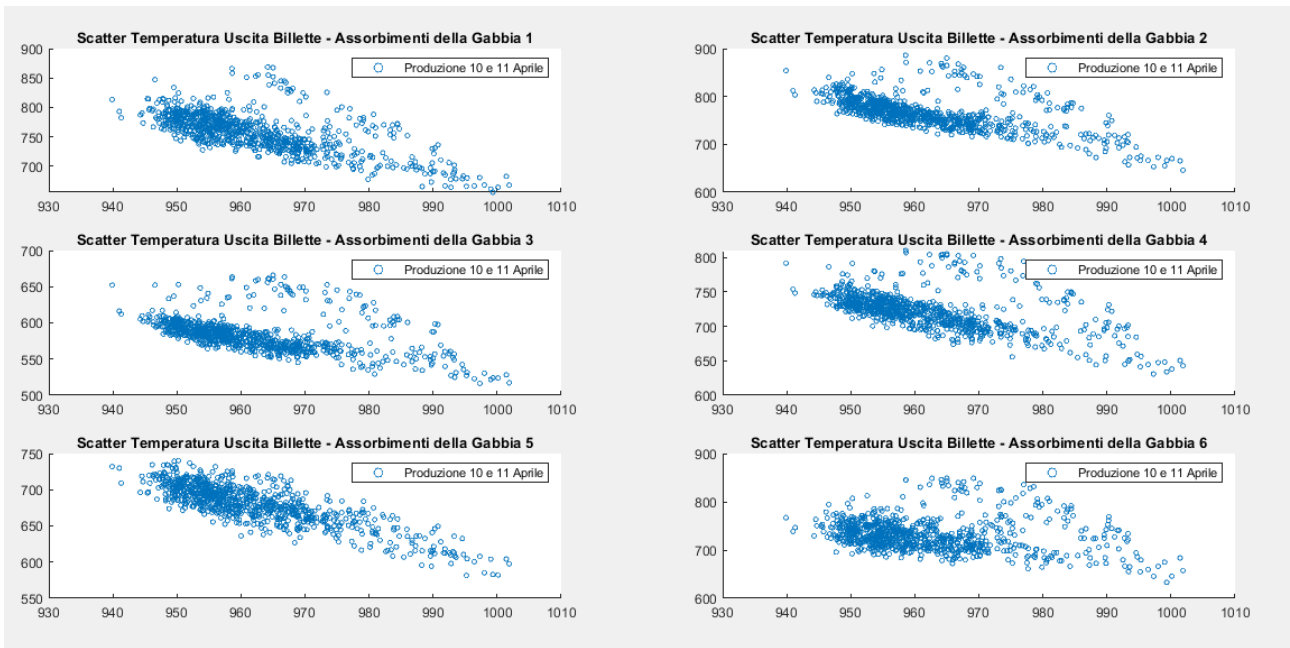 Scatter Temperatura Uscita Billette - Assorbimenti della Gabbia 1
900
850
800
750
700
Produzione 10 e 11 Aprile
930 940 950 960 970 980 990 1000 1010
Scatter Temperatura Uscita Billette - Assorbimenti della Gabbia 2
900
800
700
600
Produzione 10 e 11 Aprile
930 940 950 960 970 980 990 1000 1010
Scatter Temperatura Uscita Billette - Assorbimenti della Gabbia 3
700
650
600
550
500
Produzione 10 e 11 Aprile
930 940 950 960 970 980 990 1000 1010
Scatter Temperatura Uscita Billette - Assorbimenti della Gabbia 4
800
750
700
650
600
Produzione 10 e 11 Aprile
930 940 950 960 970 980 990 1000 1010
Scatter Temperatura Uscita Billette - Assorbimenti della Gabbia 5
750
700
650
600
550
Produzione 10 e 11 Aprile
930 940 950 960 970 980 990 1000 1010
Scatter Temperatura Uscita Billette - Assorbimenti della Gabbia 6
900
800
700
600
Produzione 10 e 11 Aprile
930 940 950 960 970 980 990 1000 1010